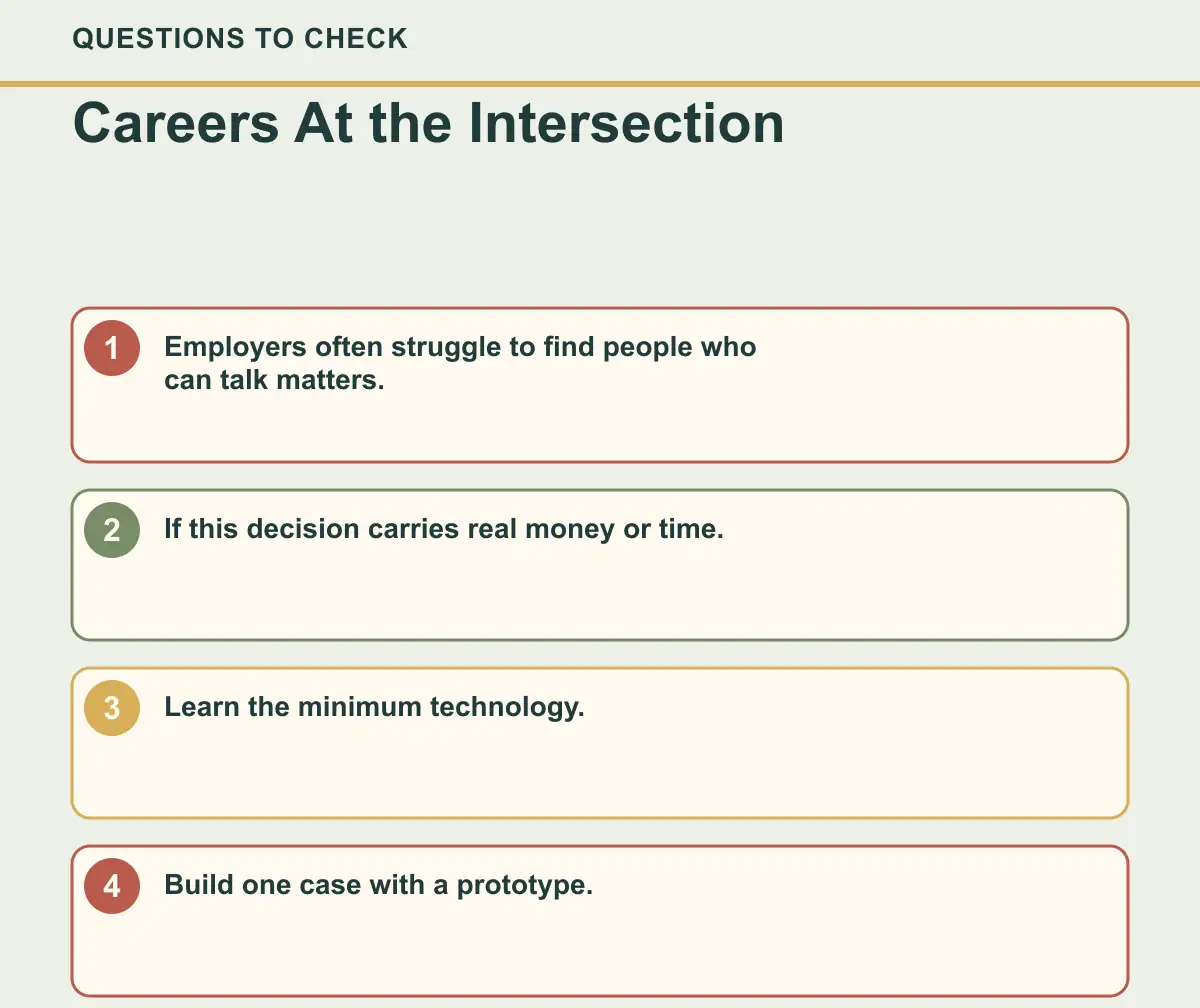 QUESTIONS TO CHECK
Careers At the Intersection
1
Employers often struggle to find people who
can talk matters.
2
If this decision carries real money or time.
3
Learn the minimum technology.
4
Build one case with a prototype.